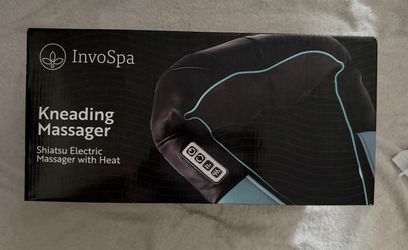 InvoSpa
Kneading
Massager
Shiatsu Electric
Massager with Heat